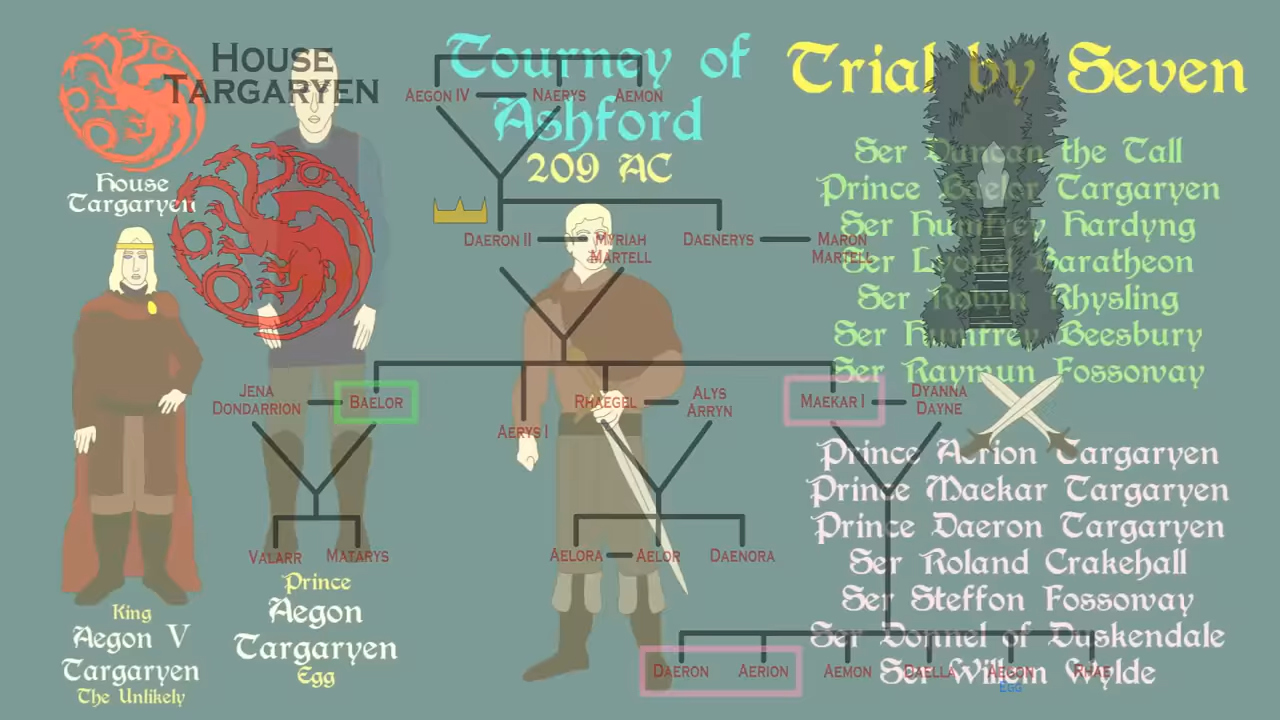 House
Targaryen
House
Targaryen
King
Aegon V
Targaryen
The Unlikely
Prince
Aegon
Targaryen
Egg
Tourney of
Ashford
209 AC
Trial by Seven
Ser Duncan the Tall
Prince Baelor Targaryen
Ser Humfrey Hardyng
Ser Lyonel Baratheon
Ser Robyn Rhysling
Ser Humfrey Beesbury
Ser Raymun Fossoway
Prince Aerion Targaryen
Prince Maekar Targaryen
Prince Daeron Targaryen
Ser Roland Crakehall
Ser Steffon Fossoway
Ser Donnel of Duskendale
Ser Willem Wylde
Aegon IV Naerys Aemon
Daeron II Myriah Martell Daenerys Maron Martell
Jena Dondarrion Baelor Aerys I Rhaegel Alys Arryn Maekar I Dyanna Dayne
Valarr Matarys Aelora Aelor Daenora
Daeron Aerion Aemon Daella Aegon Rhae
Egg